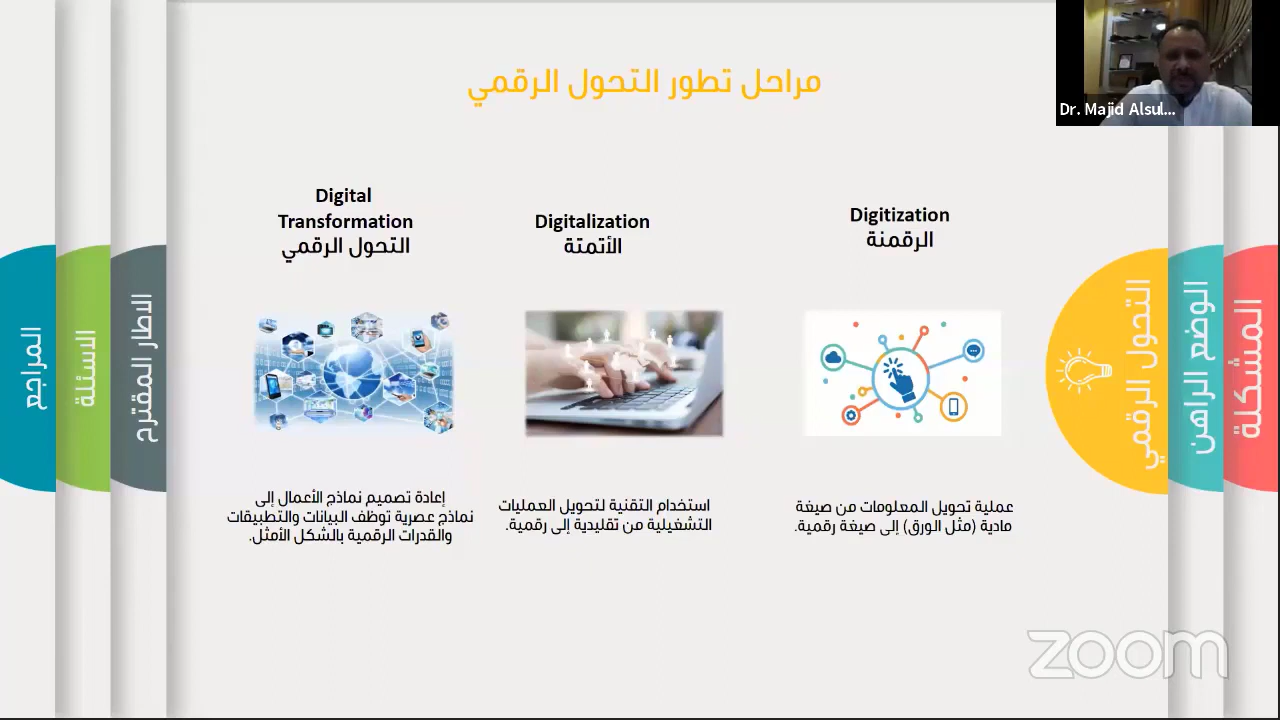 مراحل تطور التحول الرقمي
Dr. Majid Alsul...
Digitization
الرقمنة
عملية تحويل المعلومات من صيغة
مادية (مثل الورق) إلى صيغة رقمية.
Digitalization
الأتمتة
استخدام التقنية لتحويل العمليات
التشغيلية من تقليدية إلى رقمية.
Digital
Transformation
التحول الرقمي
إعادة تصميم نماذج الأعمال إلى
نماذج عصرية توظف البيانات والتطبيقات
والقدرات الرقمية بالشكل الأمثل.
المشكلة
الوضع الراهن
التحول الرقمي
الاطار المقترح
الاسئلة
المراجع
zoom